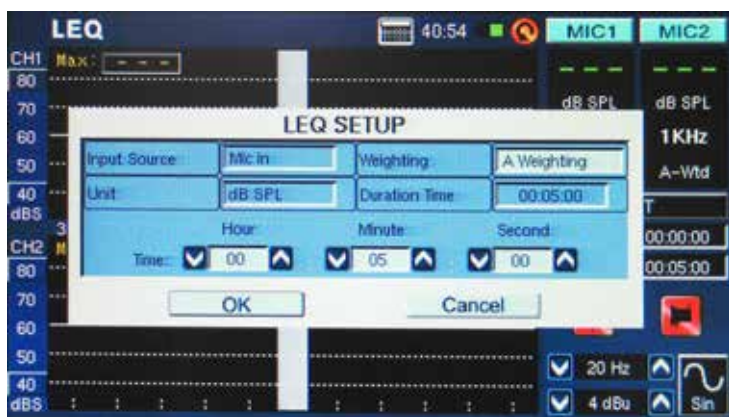 LEQ 40:54 MIC1 MIC2
CH1 Max: - - -
80
70 dB SPL dB SPL
60 1KHz
50 A-Wtd
40
dBS
LEQ SETUP
Input Source Mic in Weighting A Weighting
Unit dB SPL Duration Time 00:05:00
Hour Minute Second
Time: 00 05 00
OK Cancel
T
00:00:00
00:05:00
3
CH2 M
80
70
60
50 20 Hz
40
dBS 4 dBu Sin